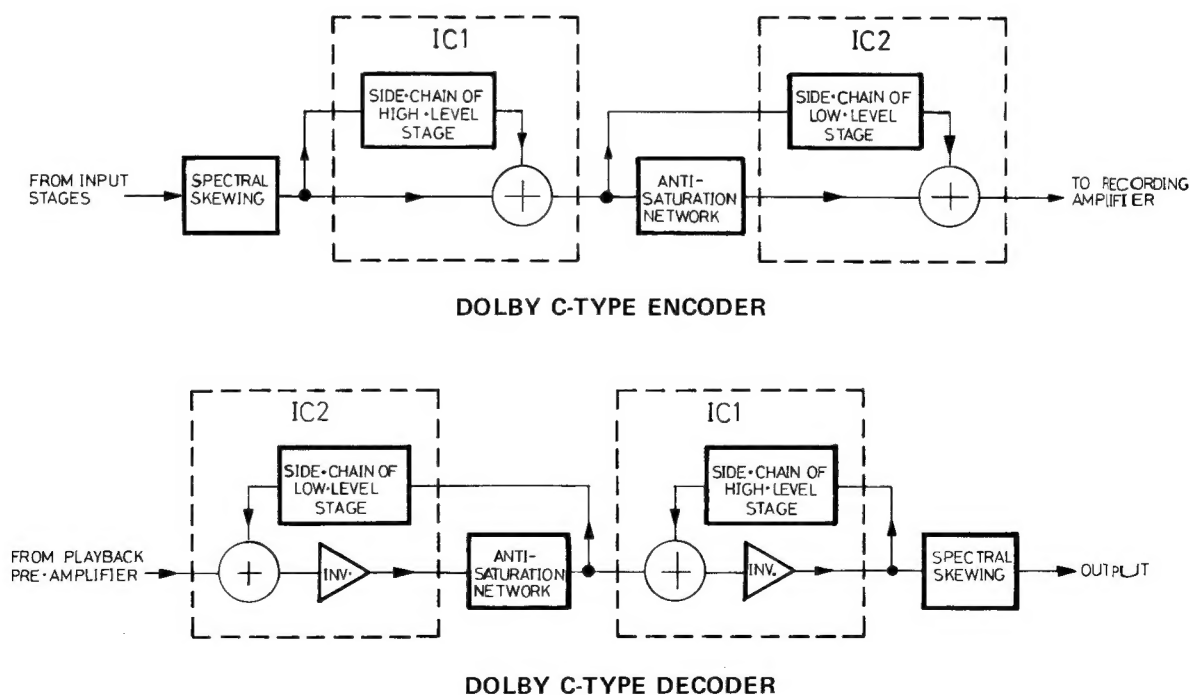 IC1
IC2
SIDE•CHAIN OF
HIGH•LEVEL
STAGE
SIDE•CHAIN OF
LOW•LEVEL
STAGE
FROM INPUT
STAGES
SPECTRAL
SKEWING
+
ANTI-
SATURATION
NETWORK
+
TO RECORDING
AMPLIFIER
DOLBY C-TYPE ENCODER
IC2
IC1
SIDE•CHAIN OF
LOW•LEVEL
STAGE
SIDE•CHAIN OF
HIGH•LEVEL
STAGE
FROM PLAYBACK
PRE•AMPLIFIER
+
INV.
ANTI-
SATURATION
NETWORK
+
INV.
SPECTRAL
SKEWING
OUTPUT
DOLBY C-TYPE DECODER